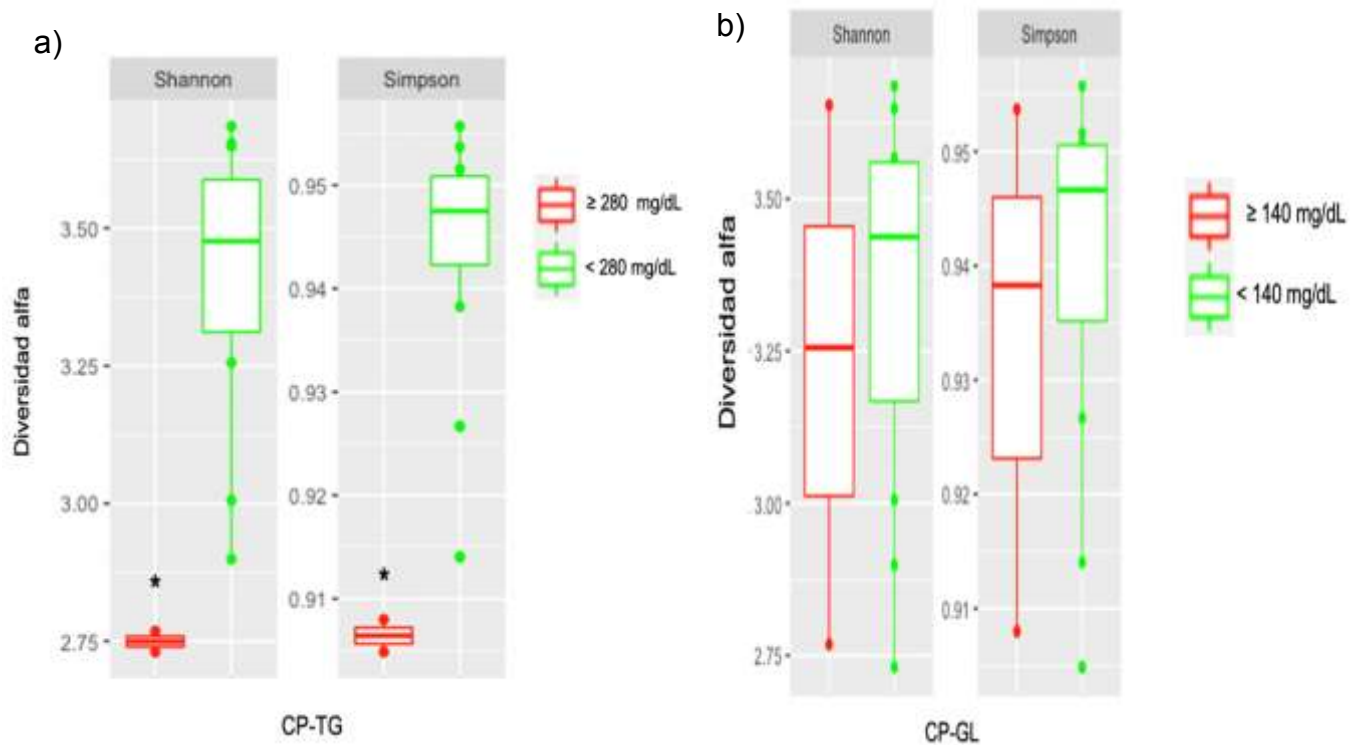 a)
Shannon
Simpson
Diversidad alfa
3.50
3.25
3.00
2.75
0.95
0.94
0.93
0.92
0.91
*
*
≥ 280 mg/dL
< 280 mg/dL
CP-TG
b)
Shannon
Simpson
Diversidad alfa
3.50
3.25
3.00
2.75
0.95
0.94
0.93
0.92
0.91
≥ 140 mg/dL
< 140 mg/dL
CP-GL